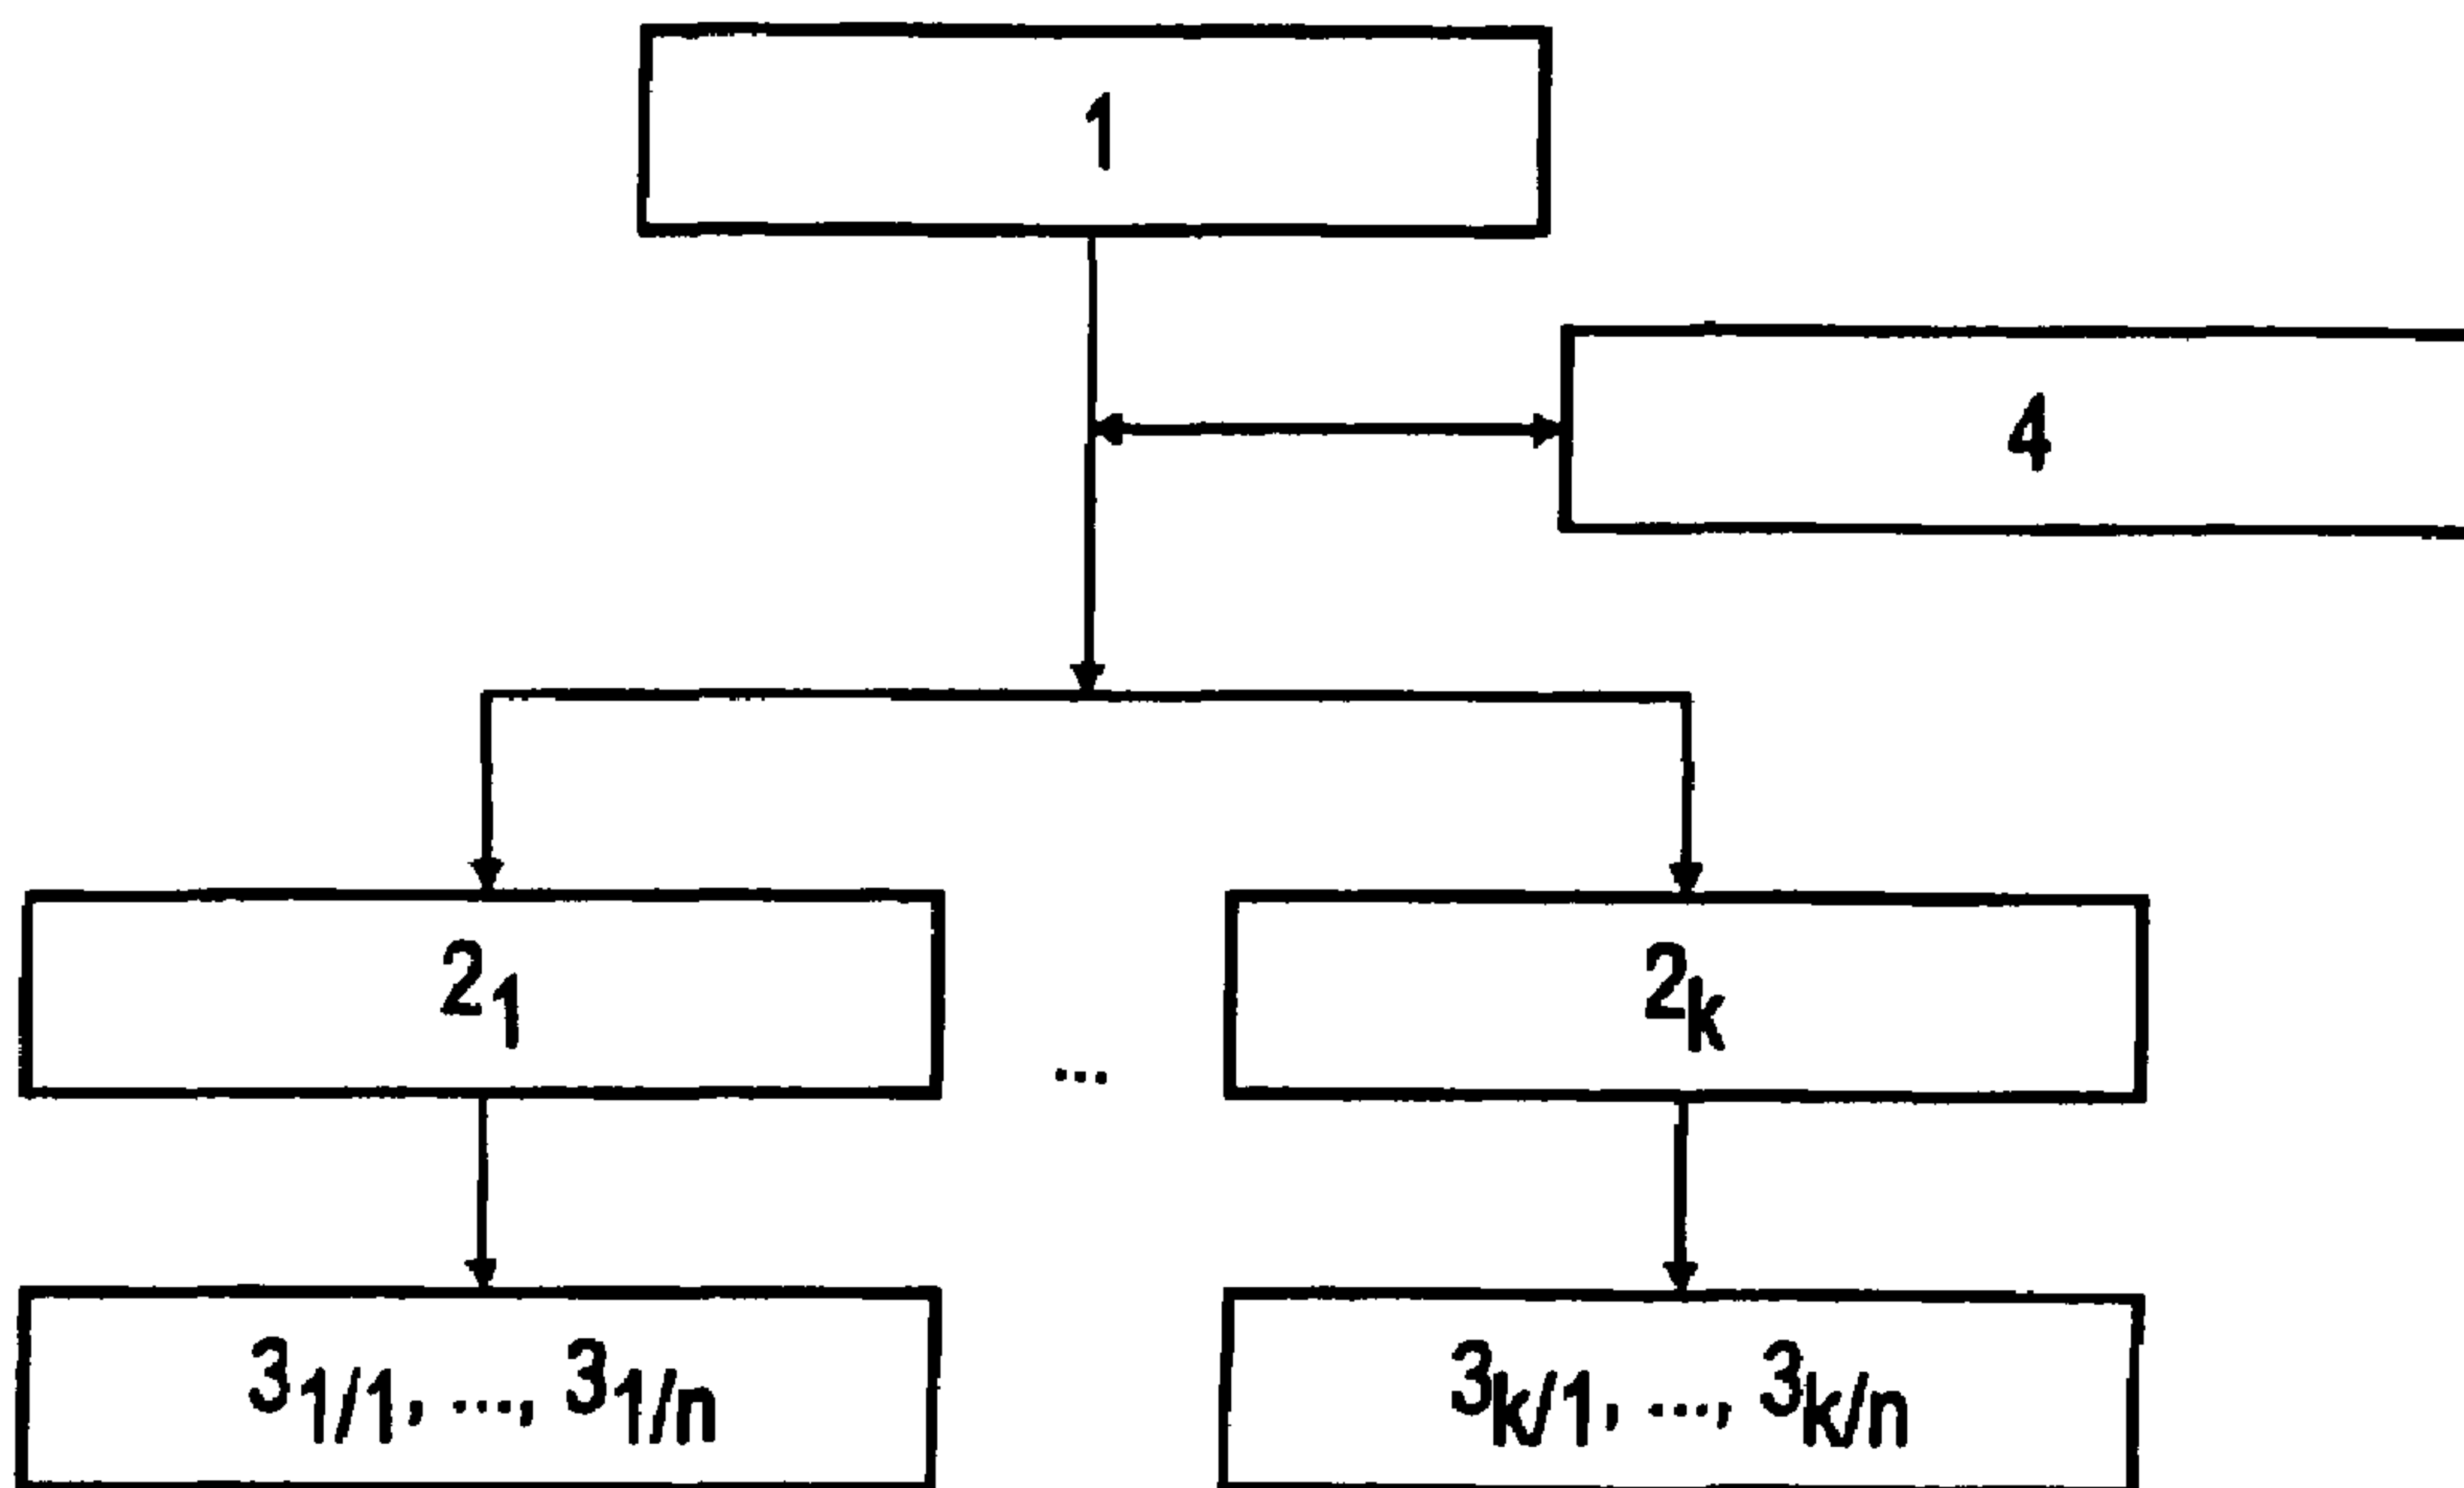 1
4
2₁
2ₖ
...
3₁/₁, ..., 3₁/ₙ
3ₖ/₁, ..., 3ₖ/ₙ